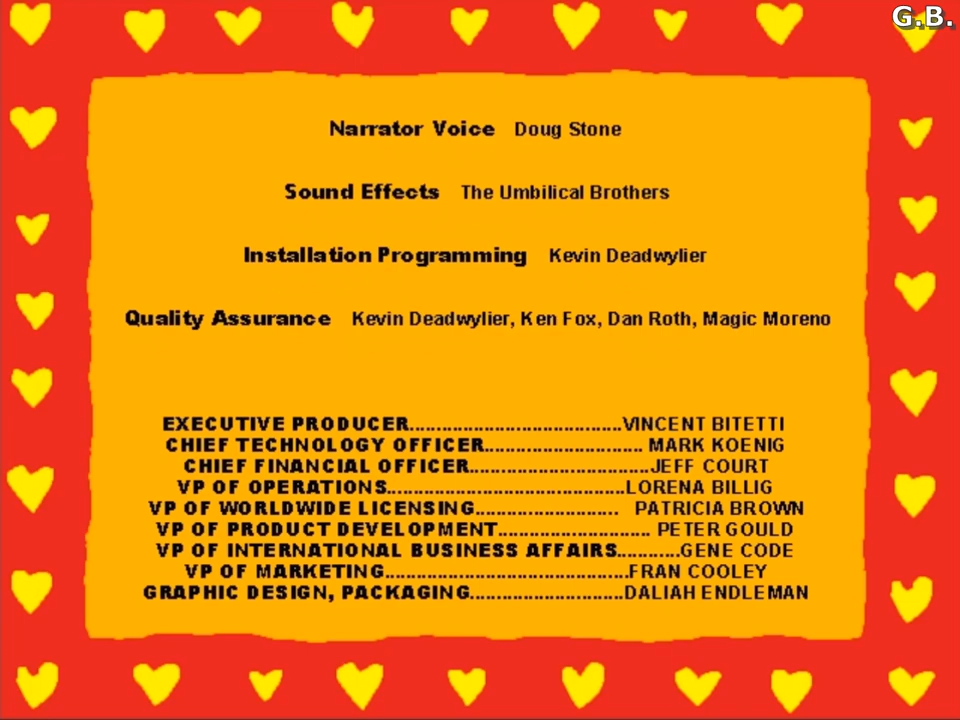 G.B.
Narrator Voice Doug Stone
Sound Effects The Umbilical Brothers
Installation Programming Kevin Deadwylier
Quality Assurance Kevin Deadwylier, Ken Fox, Dan Roth, Magic Moreno
EXECUTIVE PRODUCER........................................VINCENT BITETTI
CHIEF TECHNOLOGY OFFICER.............................. MARK KOENIG
CHIEF FINANCIAL OFFICER..................................JEFF COURT
VP OF OPERATIONS.............................................LORENA BILLIG
VP OF WORLDWIDE LICENSING........................... PATRICIA BROWN
VP OF PRODUCT DEVELOPMENT............................. PETER GOULD
VP OF INTERNATIONAL BUSINESS AFFAIRS............GENE CODE
VP OF MARKETING..............................................FRAN COOLEY
GRAPHIC DESIGN, PACKAGING.............................DALIAH ENDLEMAN